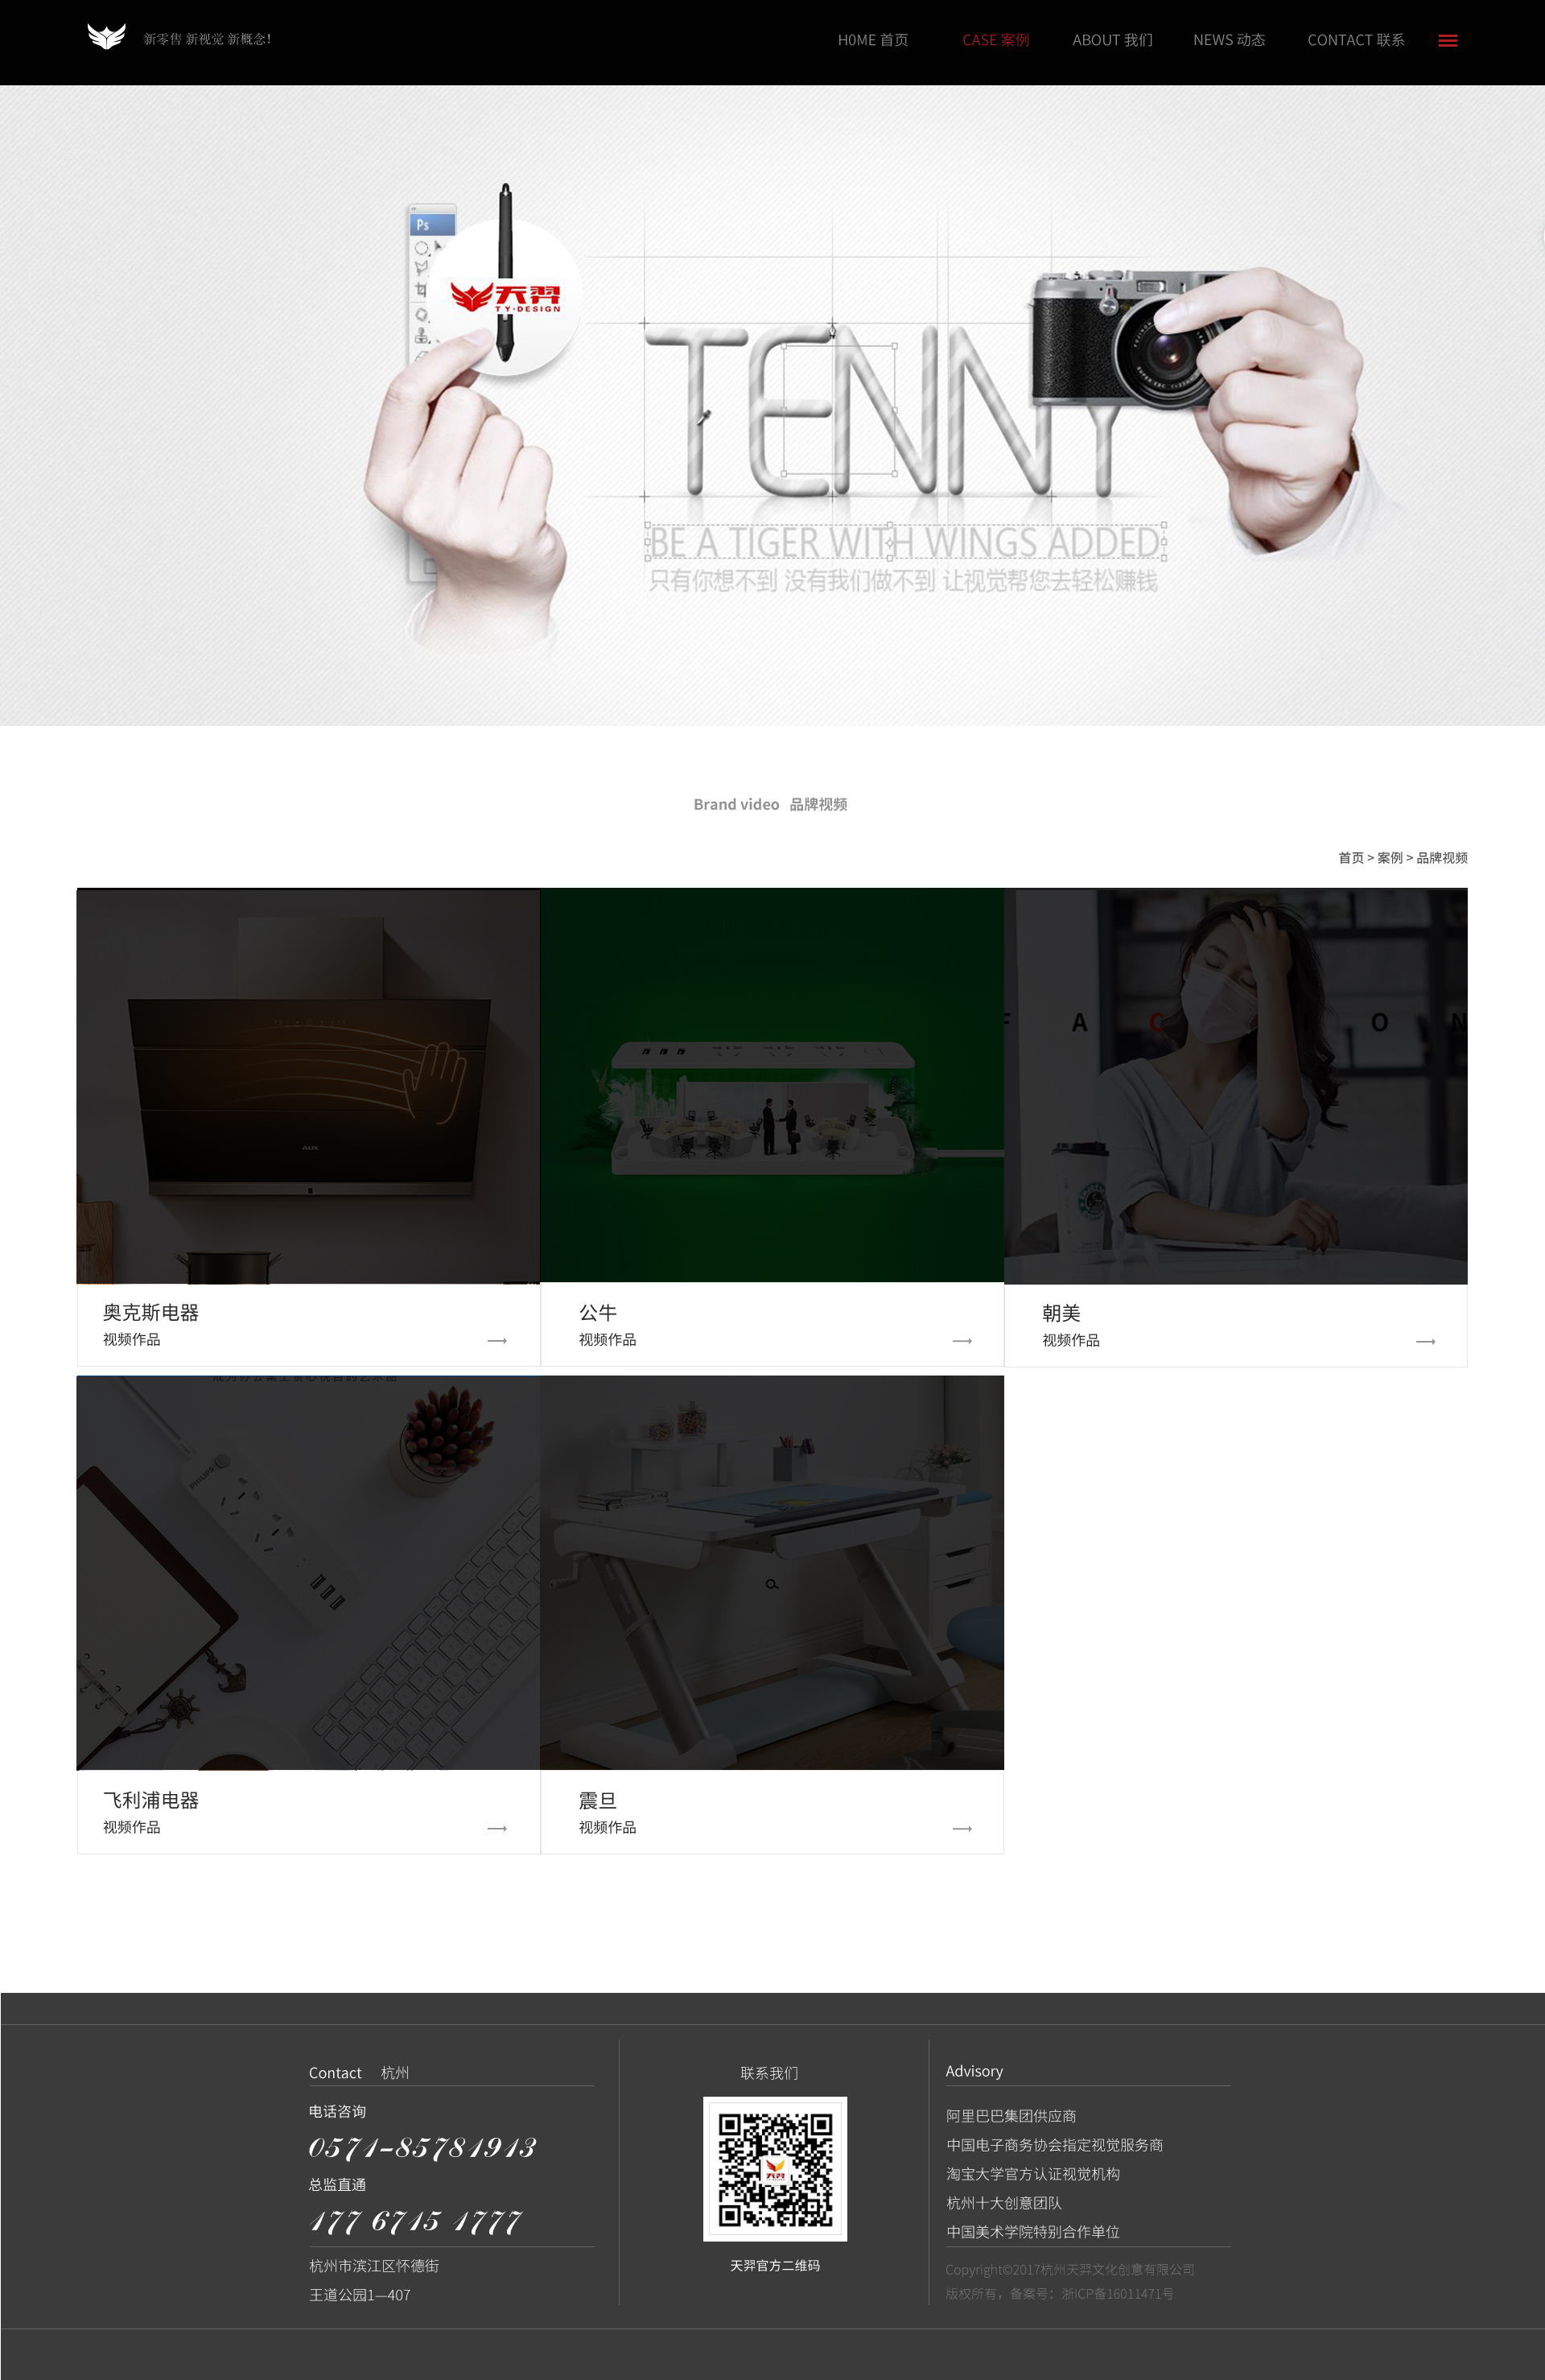 新零售 新视觉 新概念!
H0ME 首页
CASE 案例
ABOUT 我们
NEWS 动态
CONTACT 联系
Ps
天羿
TY·DESIGN
TENNY
BE A TIGER WITH WINGS ADDED
只有你想不到 没有我们做不到 让视觉帮您去轻松赚钱
Brand video 品牌视频
首页 > 案例 > 品牌视频
AUX
F A C I O N
奥克斯电器
视频作品
公牛
视频作品
朝美
视频作品
PHILIPS
飞利浦电器
视频作品
震旦
视频作品
Contact 杭州
电话咨询
0571-85781913
总监直通
177 6715 1777
杭州市滨江区怀德街
王道公园1—407
联系我们
天羿
天羿官方二维码
Advisory
阿里巴巴集团供应商
中国电子商务协会指定视觉服务商
淘宝大学官方认证视觉机构
杭州十大创意团队
中国美术学院特别合作单位
Copyright©2017杭州天羿文化创意有限公司
版权所有，备案号：浙ICP备16011471号